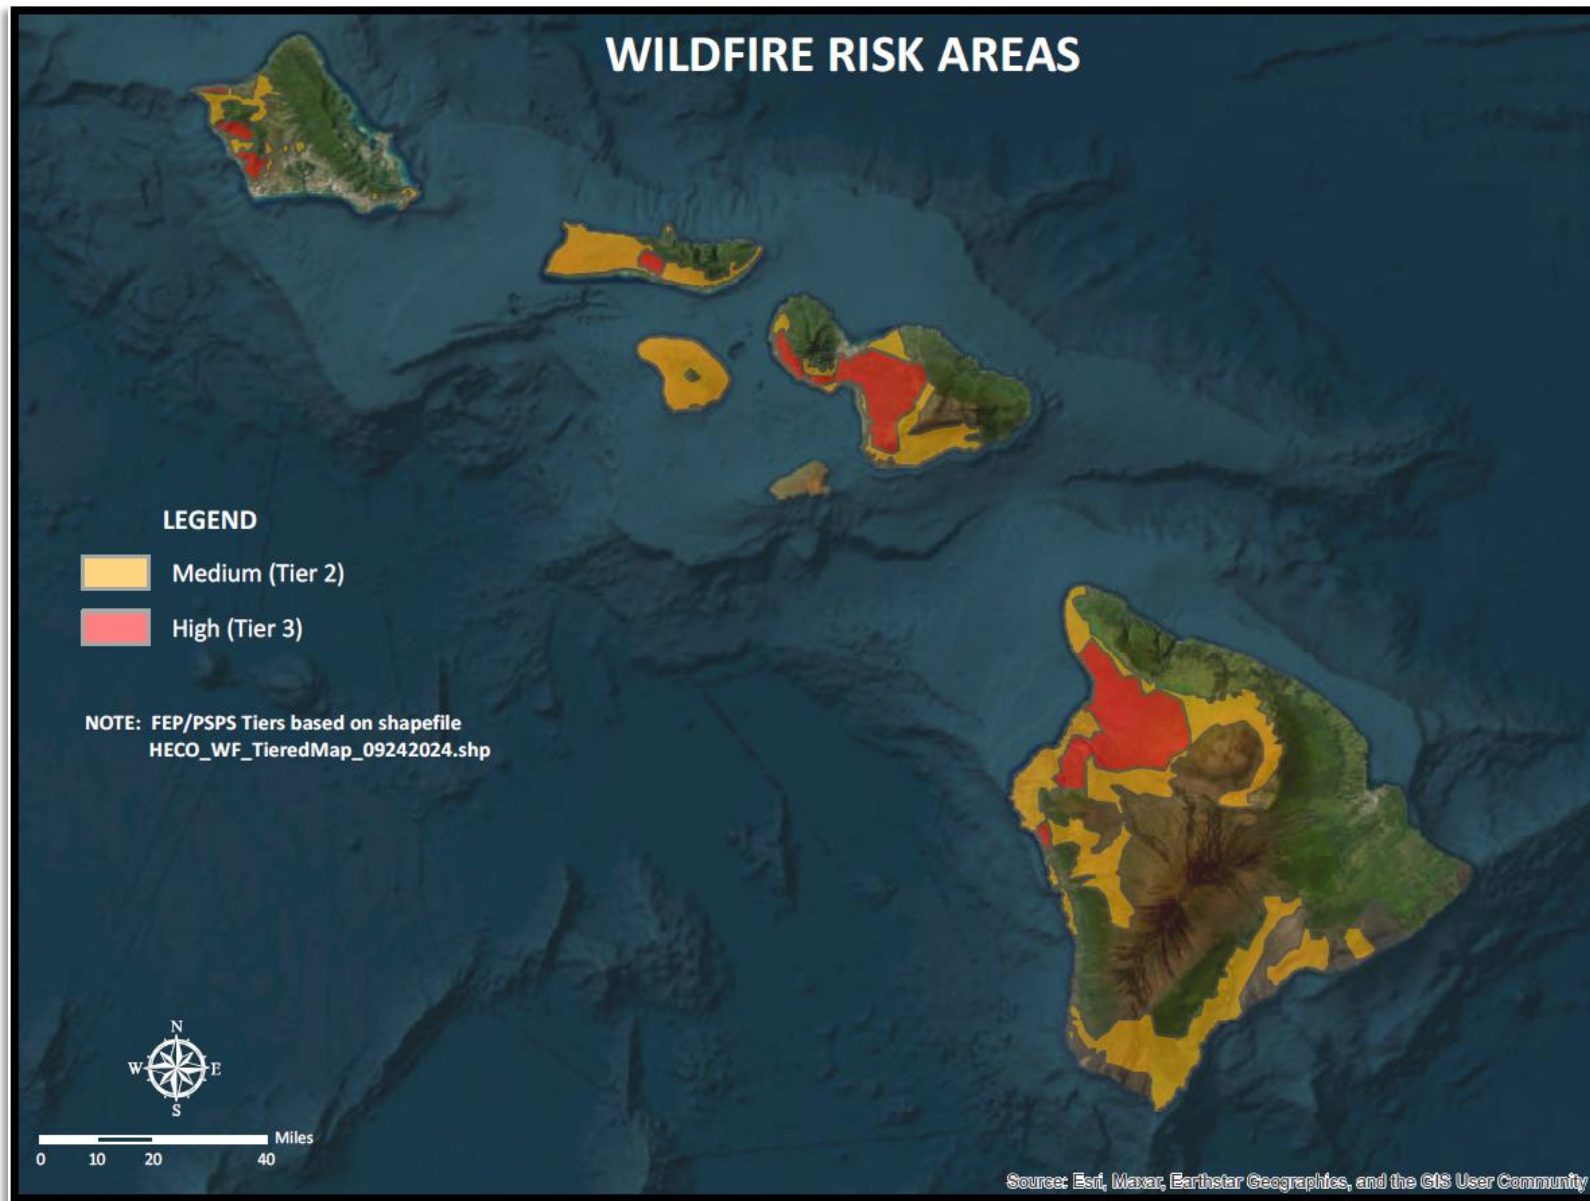 WILDFIRE RISK AREAS
LEGEND
Medium (Tier 2)
High (Tier 3)
NOTE: FEP/PSPS Tiers based on shapefile
HECO_WF_TieredMap_09242024.shp
N
W E
S
Miles
0 10 20 40
Source: Esri, Maxar, Earthstar Geographics, and the GIS User Community